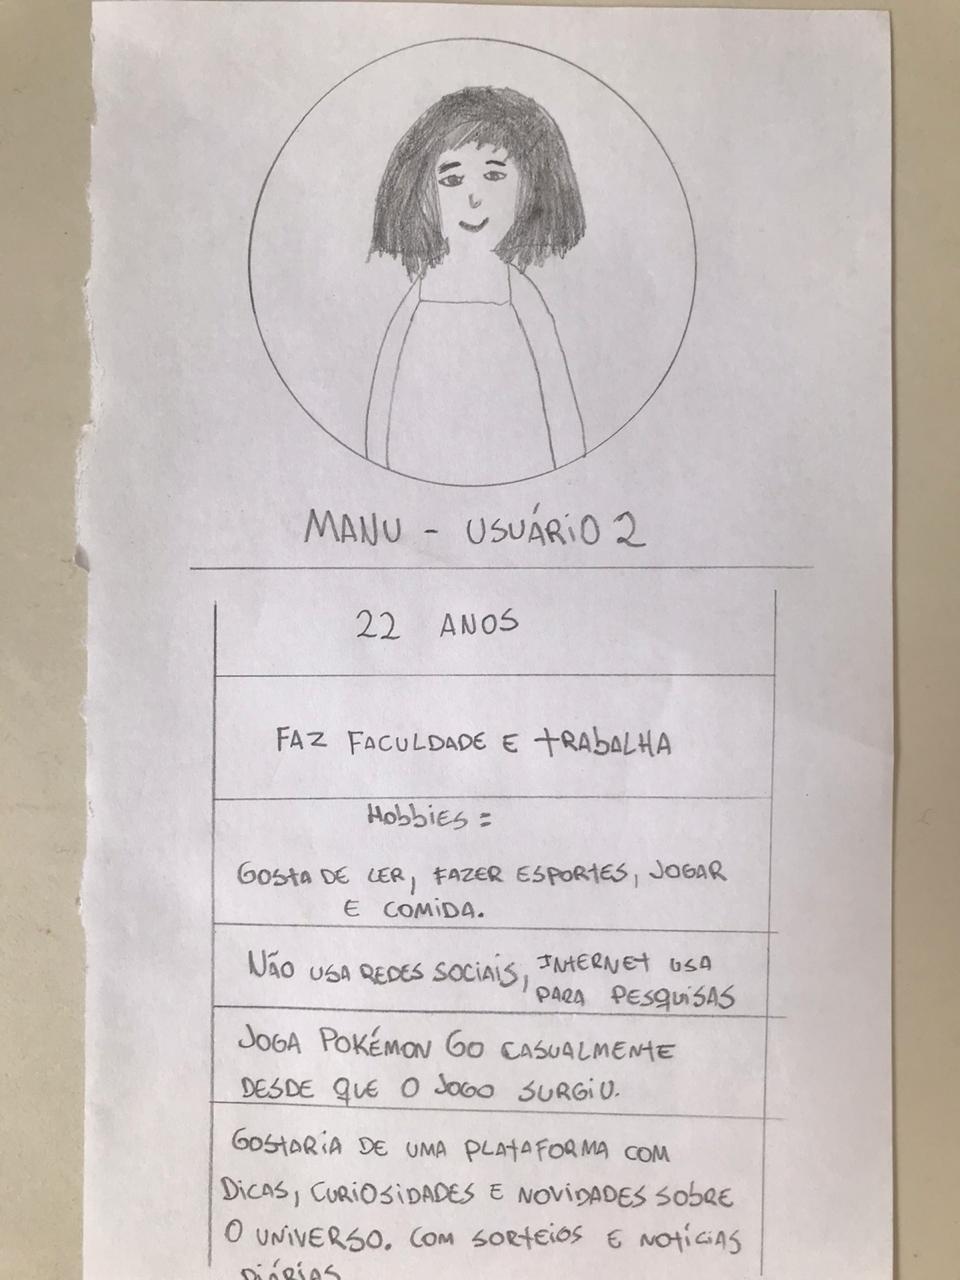 MANU - USUÁRIO 2
22 ANOS
FAZ FACULDADE E TRABALHA
Hobbies =
GOSTA DE LER, FAZER ESPORTES, JOGAR
E COMIDA.
NÃO USA REDES SOCIAIS, INTERNET USA
PARA PESQUISAS
JOGA POKÉMON GO CASUALMENTE
DESDE QUE O JOGO SURGIU.
GOSTARIA DE UMA PLATAFORMA COM
DICAS, CURIOSIDADES E NOVIDADES SOBRE
O UNIVERSO. COM SORTEIOS E NOTÍCIAS
DIÁRIAS